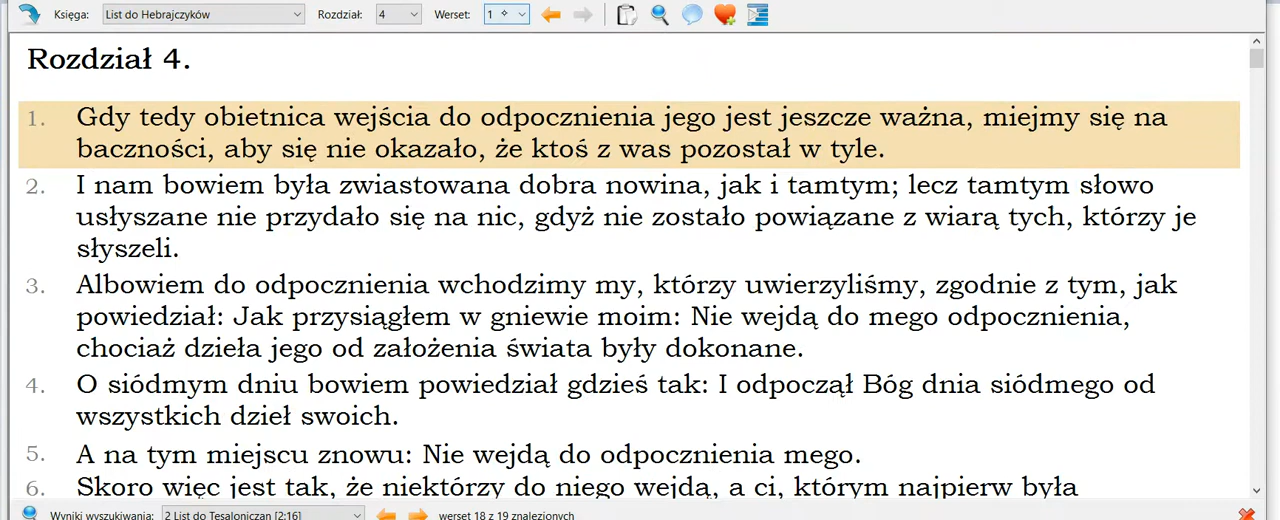 Księga: List do Hebrajczyków Rozdział: 4 Werset: 1
Rozdział 4.
1. Gdy tedy obietnica wejścia do odpocznienia jego jest jeszcze ważna, miejmy się na
baczności, aby się nie okazało, że ktoś z was pozostał w tyle.
2. I nam bowiem była zwiastowana dobra nowina, jak i tamtym; lecz tamtym słowo
usłyszane nie przydało się na nic, gdyż nie zostało powiązane z wiarą tych, którzy je
słyszeli.
3. Albowiem do odpocznienia wchodzimy my, którzy uwierzyliśmy, zgodnie z tym, jak
powiedział: Jak przysiągłem w gniewie moim: Nie wejdą do mego odpocznienia,
chociaż dzieła jego od założenia świata były dokonane.
4. O siódmym dniu bowiem powiedział gdzieś tak: I odpoczął Bóg dnia siódmego od
wszystkich dzieł swoich.
5. A na tym miejscu znowu: Nie wejdą do odpocznienia mego.
6. Skoro więc jest tak, że niektórzy do niego wejdą, a ci, którym najpierw była
Wyniki wyszukiwania: 2 List do Tesaloniczan [2:16] werset 18 z 19 znalezionych